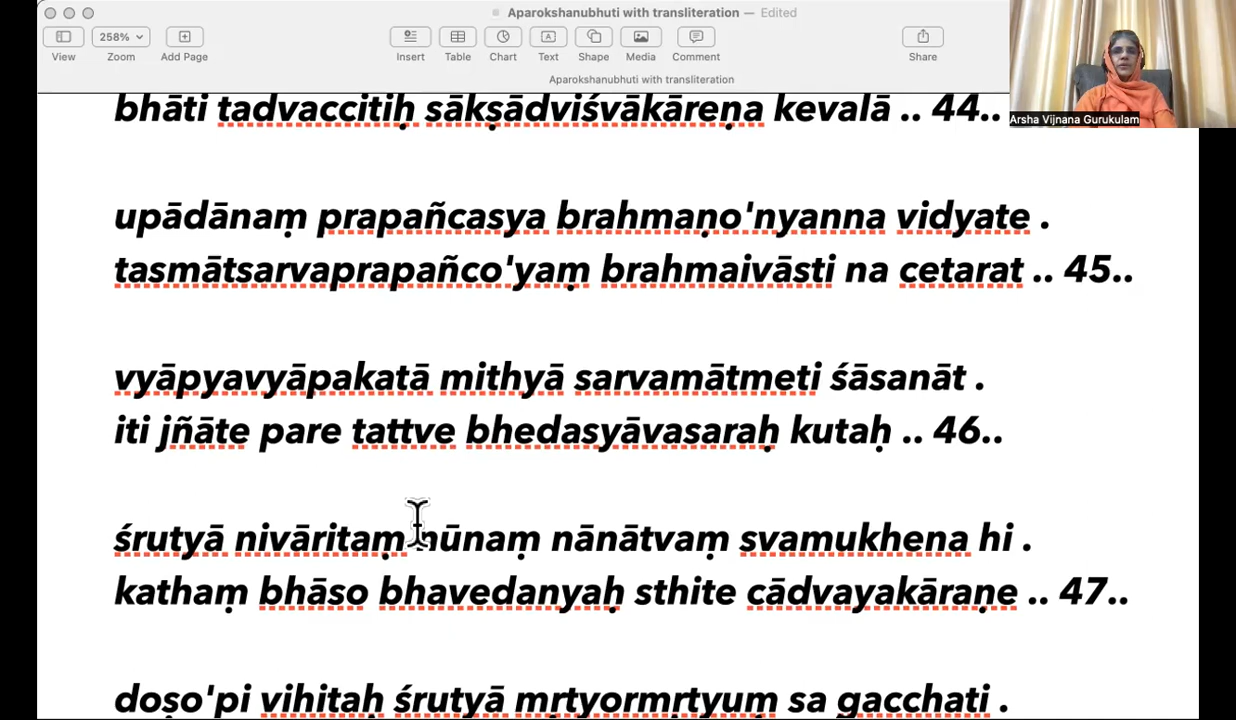 Aparokshanubhuti with transliteration — Edited
258%
View
Zoom
Add Page
Insert
Table
Chart
Text
Shape
Media
Comment
Share
Aparokshanubhuti with transliteration
Arsha Vijnana Gurukulam
bhāti tadvaccitiḥ sākṣādviśvākāreṇa kevalā .. 44..
upādānaṃ prapañcasya brahmaṇo'nyanna vidyate .
tasmātsarvaprapañco'yaṃ brahmaivāsti na cetarat .. 45..
vyāpyavyāpakatā mithyā sarvamātmeti śāsanāt .
iti jñāte pare tattve bhedasyāvasaraḥ kutaḥ .. 46..
śrutyā nivāritaṃ nūnaṃ nānātvaṃ svamukhena hi .
kathaṃ bhāso bhavedanyaḥ sthite cādvayakāraṇe .. 47..
doṣo'pi vihitaḥ śrutyā mṛtyormṛtyuṃ sa gacchati .